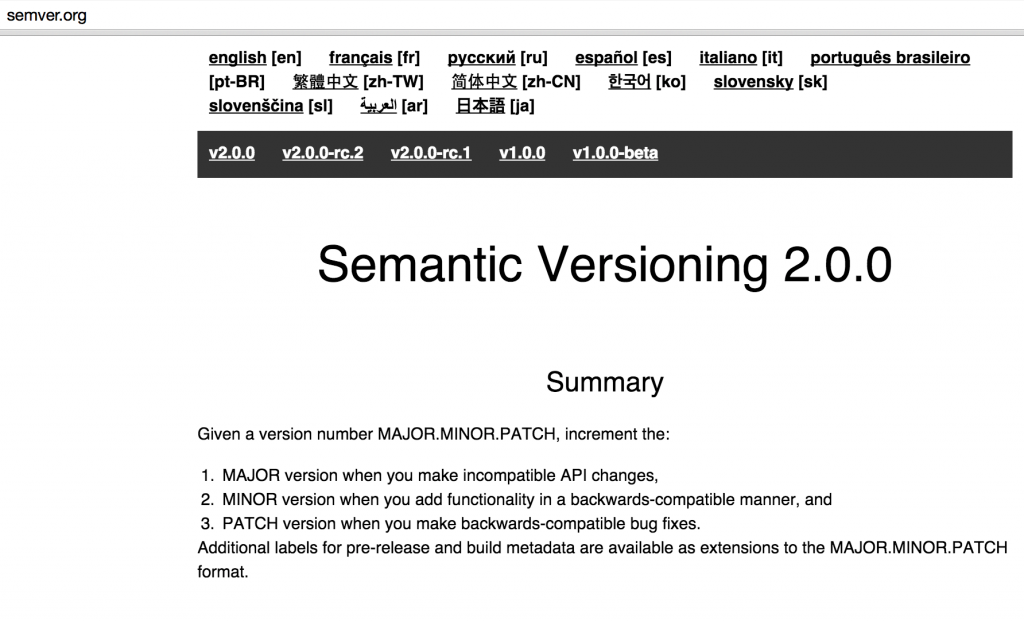 semver.org
english [en] français [fr] русский [ru] español [es] italiano [it] português brasileiro
[pt-BR] 繁體中文 [zh-TW] 简体中文 [zh-CN] 한국어 [ko] slovensky [sk]
slovenščina [sl] العربية [ar] 日本語 [ja]
v2.0.0 v2.0.0-rc.2 v2.0.0-rc.1 v1.0.0 v1.0.0-beta
Semantic Versioning 2.0.0
Summary
Given a version number MAJOR.MINOR.PATCH, increment the:
1. MAJOR version when you make incompatible API changes,
2. MINOR version when you add functionality in a backwards-compatible manner, and
3. PATCH version when you make backwards-compatible bug fixes.
Additional labels for pre-release and build metadata are available as extensions to the MAJOR.MINOR.PATCH
format.